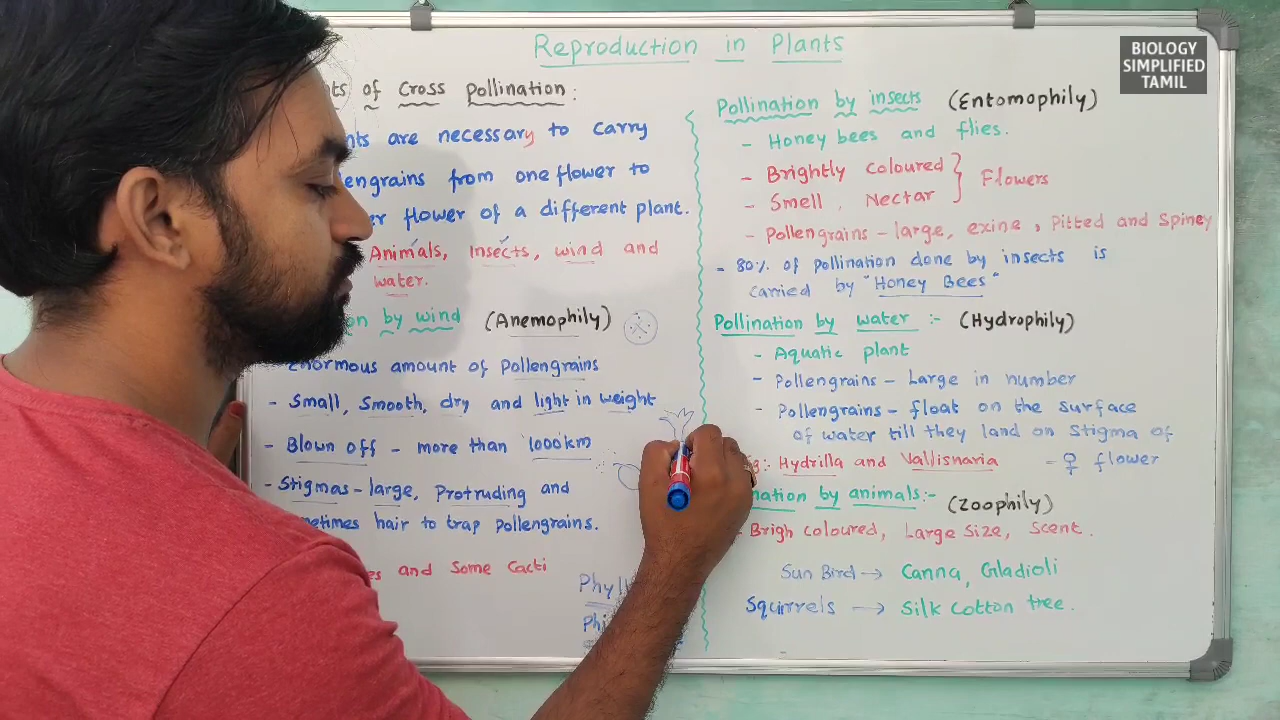 Reproduction in Plants
BIOLOGY
SIMPLIFIED
TAMIL
of Cross Pollination:
are necessary to carry
from one flower to
flower of a different plant.
Animals, Insects, wind and
water.
by wind (Anemophily)
Enormous amount of Pollengrains
- Small, Smooth, dry and light in weight
- Blown off - more than 1000km
- Stigmas - large, Protruding and
hair to trap pollengrains.
and Some Cacti
Pollination by insects (Entomophily)
- Honey bees and flies.
- Brightly Coloured
- Smell, Nectar } Flowers
- Pollengrains - large, exine, Pitted and Spiney
- 80% of pollination done by insects is
carried by "Honey Bees"
Pollination by water :- (Hydrophily)
- Aquatic plant
- Pollengrains - Large in number
- Pollengrains - float on the surface
of water till they land on Stigma of
Hydrilla and Vallisnaria - ♀ flower
by animals:- (Zoophily)
- Brigh coloured, Large Size, Scent.
Sun Bird → Canna, Gladioli
Squirrels → Silk Cotton tree.